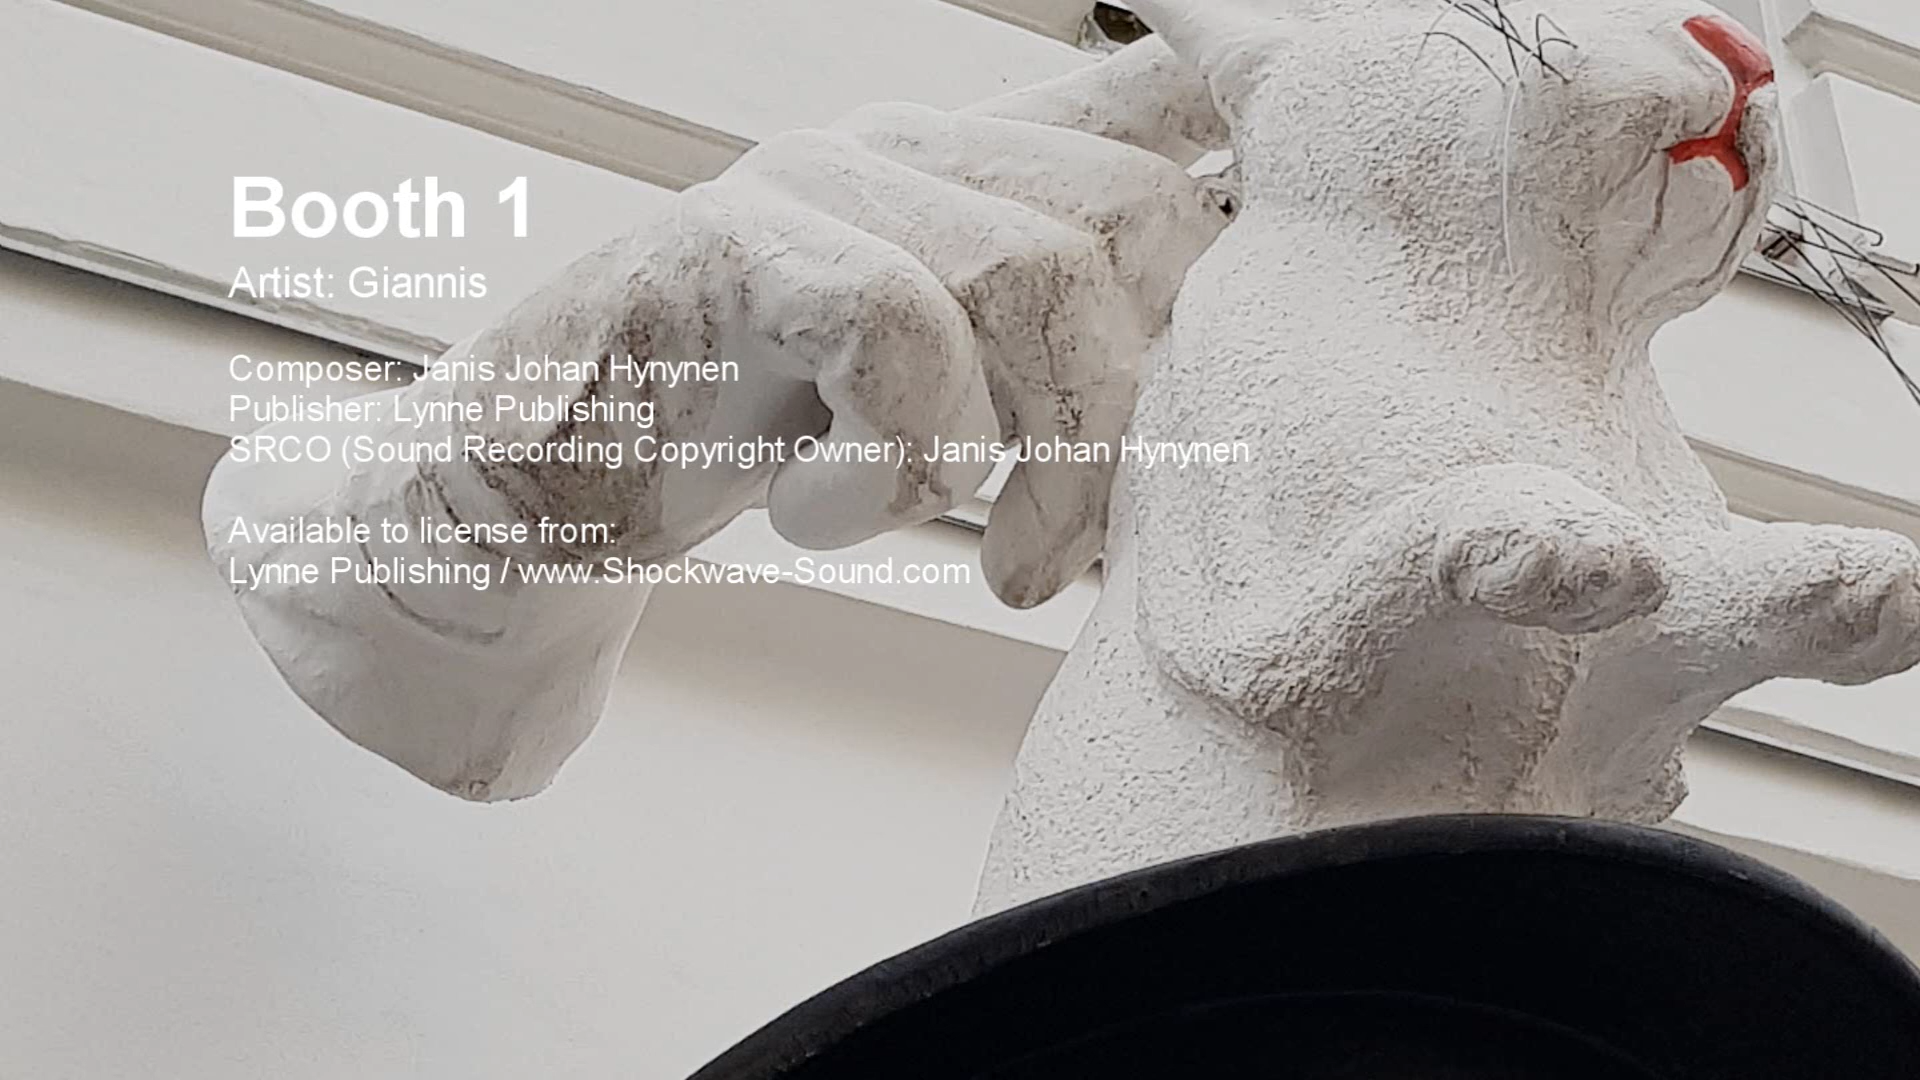 Booth 1
Artist: Giannis
Composer: Janis Johan Hynynen
Publisher: Lynne Publishing
SRCO (Sound Recording Copyright Owner): Janis Johan Hynynen
Available to license from:
Lynne Publishing / www.Shockwave-Sound.com